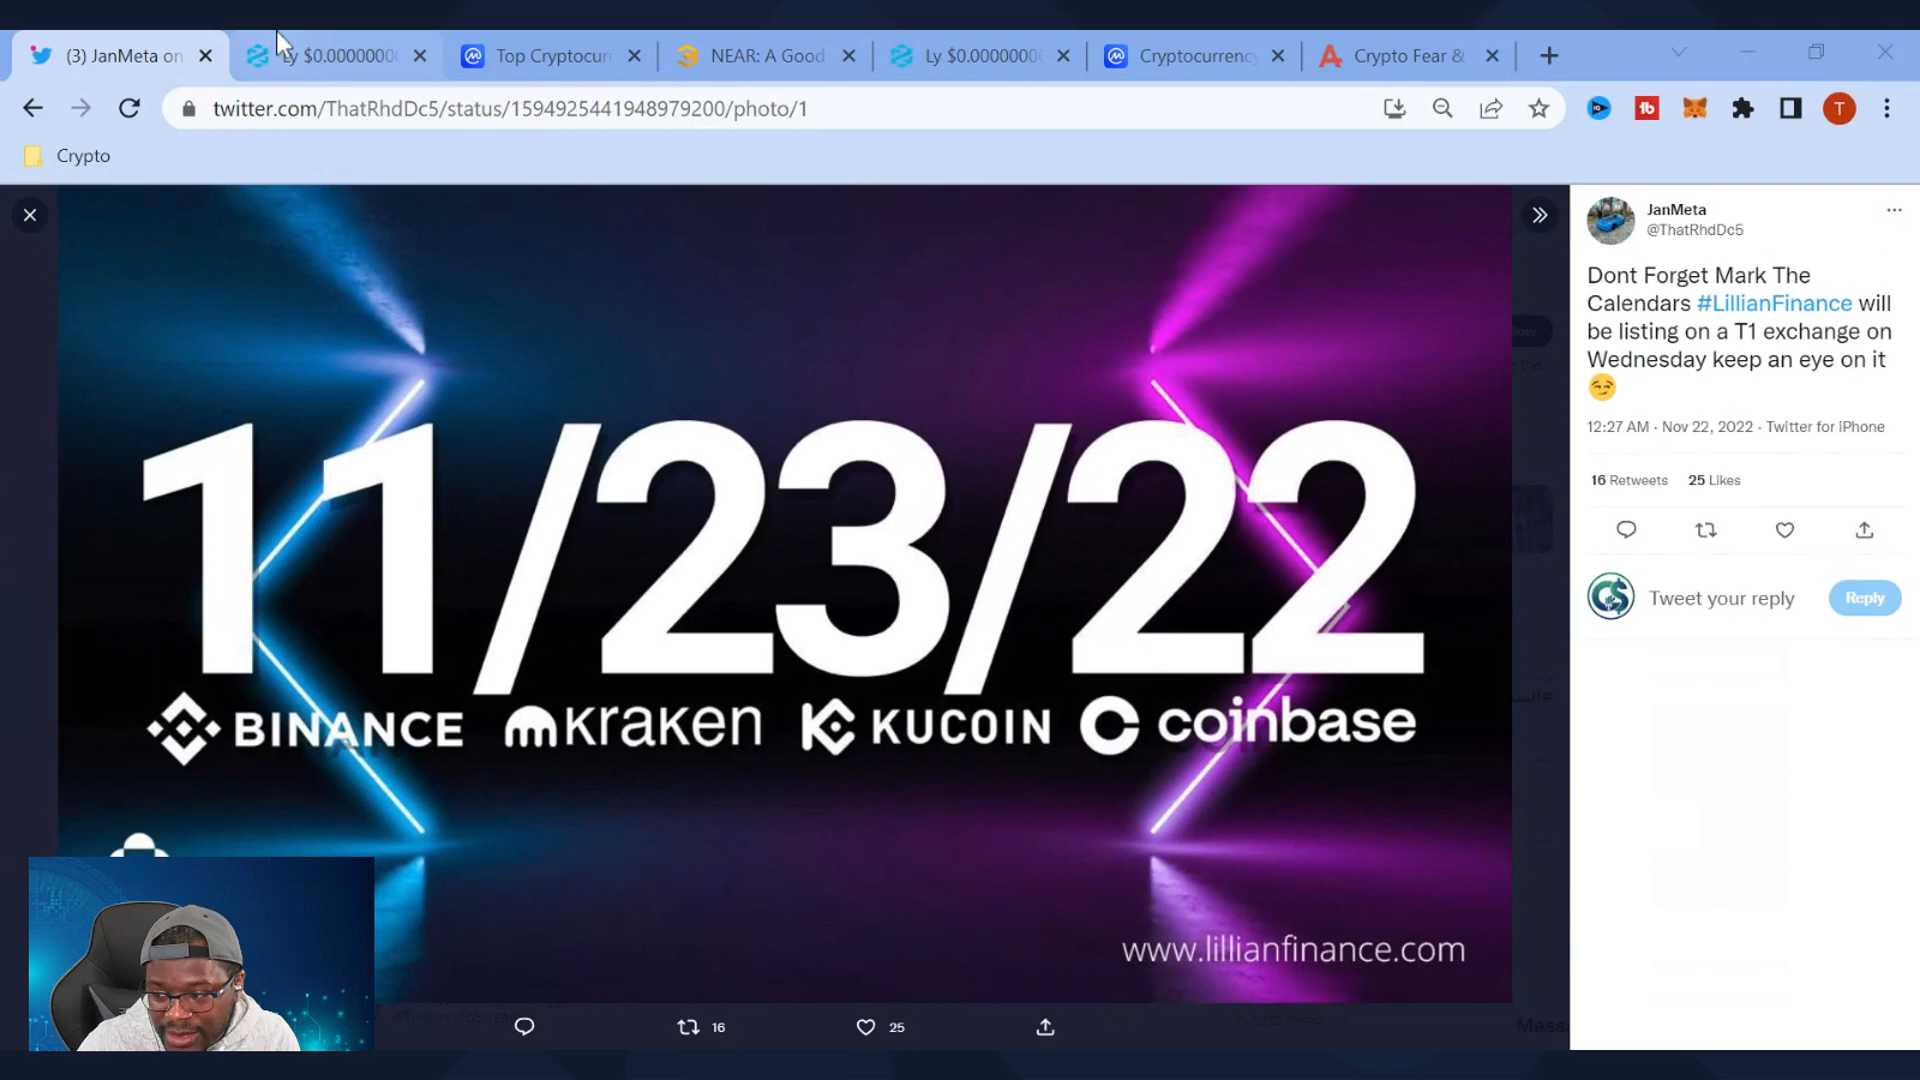 (3) JanMeta on
Ly $0.0000000
Top Cryptocurr
NEAR: A Good
Ly $0.0000000
Cryptocurrency
Crypto Fear &
twitter.com/ThatRhdDc5/status/1594925441948979200/photo/1
T
Crypto
11/23/22
BINANCE
kraken
KUCOIN
coinbase
www.lillianfinance.com
16
25
JanMeta
@ThatRhdDc5
Dont Forget Mark The
Calendars #LillianFinance will
be listing on a T1 exchange on
Wednesday keep an eye on it
😏
12:27 AM · Nov 22, 2022 · Twitter for iPhone
16 Retweets 25 Likes
Tweet your reply
Reply